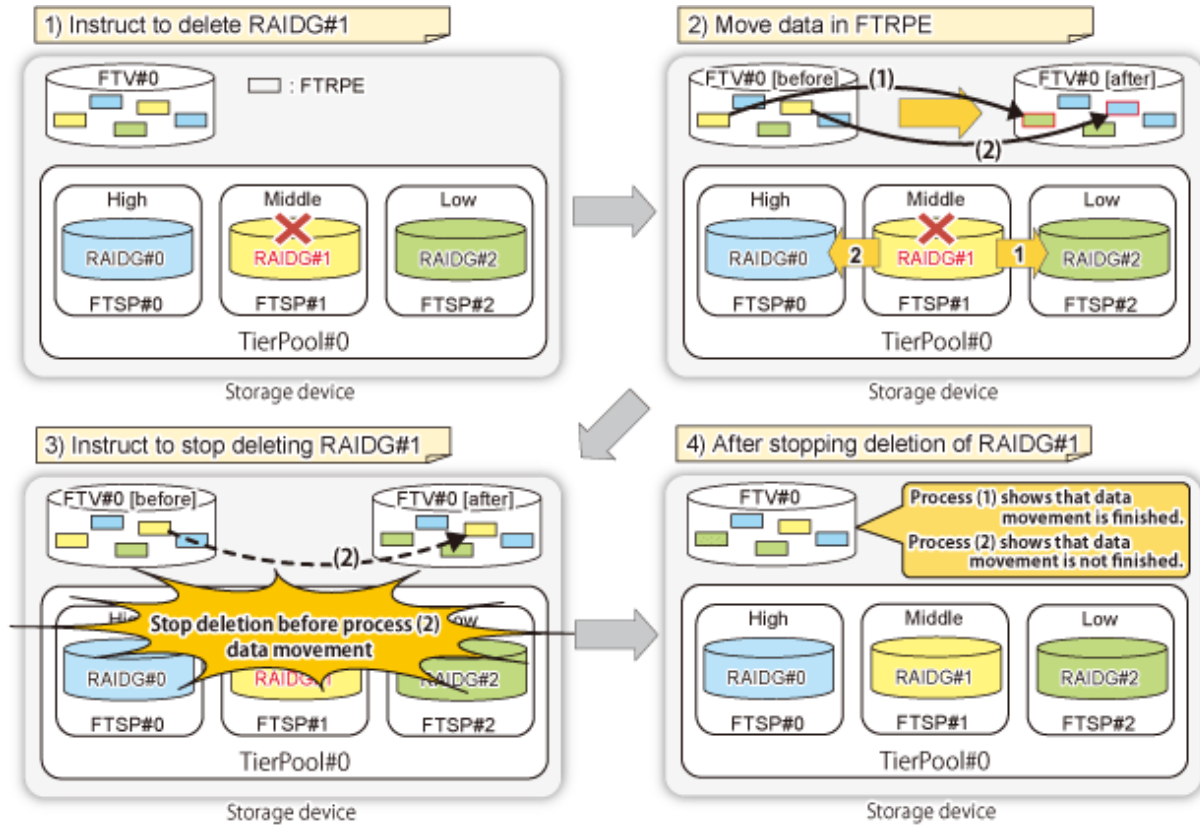 1) Instruct to delete RAIDG#1
FTV#0
: FTRPE
High
Middle
Low
RAIDG#0
RAIDG#1
RAIDG#2
FTSP#0
FTSP#1
FTSP#2
TierPool#0
Storage device
2) Move data in FTRPE
FTV#0 [before]
(1)
FTV#0 [after]
(2)
High
Middle
Low
RAIDG#0
2
RAIDG#1
1
RAIDG#2
FTSP#0
FTSP#1
FTSP#2
TierPool#0
Storage device
3) Instruct to stop deleting RAIDG#1
FTV#0 [before]
FTV#0 [after]
(2)
Stop deletion before process (2)
data movement
RAIDG#0
RAIDG#2
FTSP#0
FTSP#1
FTSP#2
TierPool#0
Storage device
4) After stopping deletion of RAIDG#1
FTV#0
Process (1) shows that data
movement is finished.
Process (2) shows that data
movement is not finished.
High
Middle
Low
RAIDG#0
RAIDG#1
RAIDG#2
FTSP#0
FTSP#1
FTSP#2
TierPool#0
Storage device